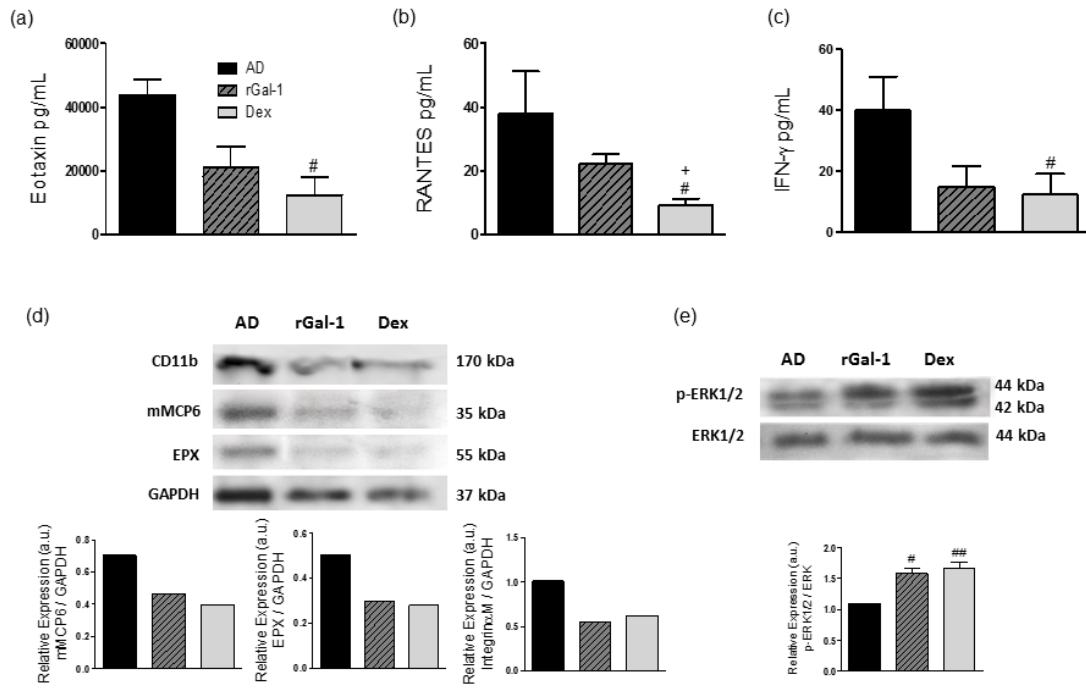 (a)
60000
40000
20000
0
Eotaxin pg/mL
AD
rGal-1
Dex
#
(b)
60
40
20
0
RANTES pg/mL
+
#
(c)
60
40
20
0
IFN-γ pg/mL
#
(d)
AD rGal-1 Dex
CD11b 170 kDa
mMCP6 35 kDa
EPX 55 kDa
GAPDH 37 kDa
Relative Expression (a.u.)
mMCP6 / GAPDH
0.8
0.6
0.4
0.2
0.0
Relative Expression (a.u.)
EPX / GAPDH
0.6
0.4
0.2
0.0
Relative Expression (a.u.)
Integrinα.M / GAPDH
1.5
1.0
0.5
0.0
(e)
AD rGal-1 Dex
p-ERK1/2 44 kDa
42 kDa
ERK1/2 44 kDa
Relative Expression (a.u.)
p-ERK1/2 / ERK
2.0
1.5
1.0
0.5
0.0
#
##